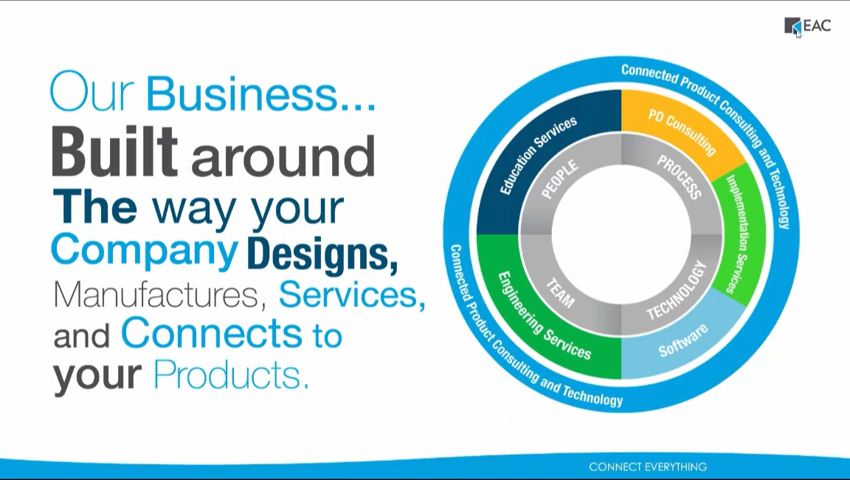 EAC
Our Business...
Built around
The way your
Company Designs,
Manufactures, Services,
and Connects to
your Products.
Connected Product Consulting and Technology
Education Services
PD Consulting
PEOPLE
PROCESS
Implementation Services
TEAM
TECHNOLOGY
Engineering Services
Software
Connected Product Consulting and Technology
CONNECT EVERYTHING